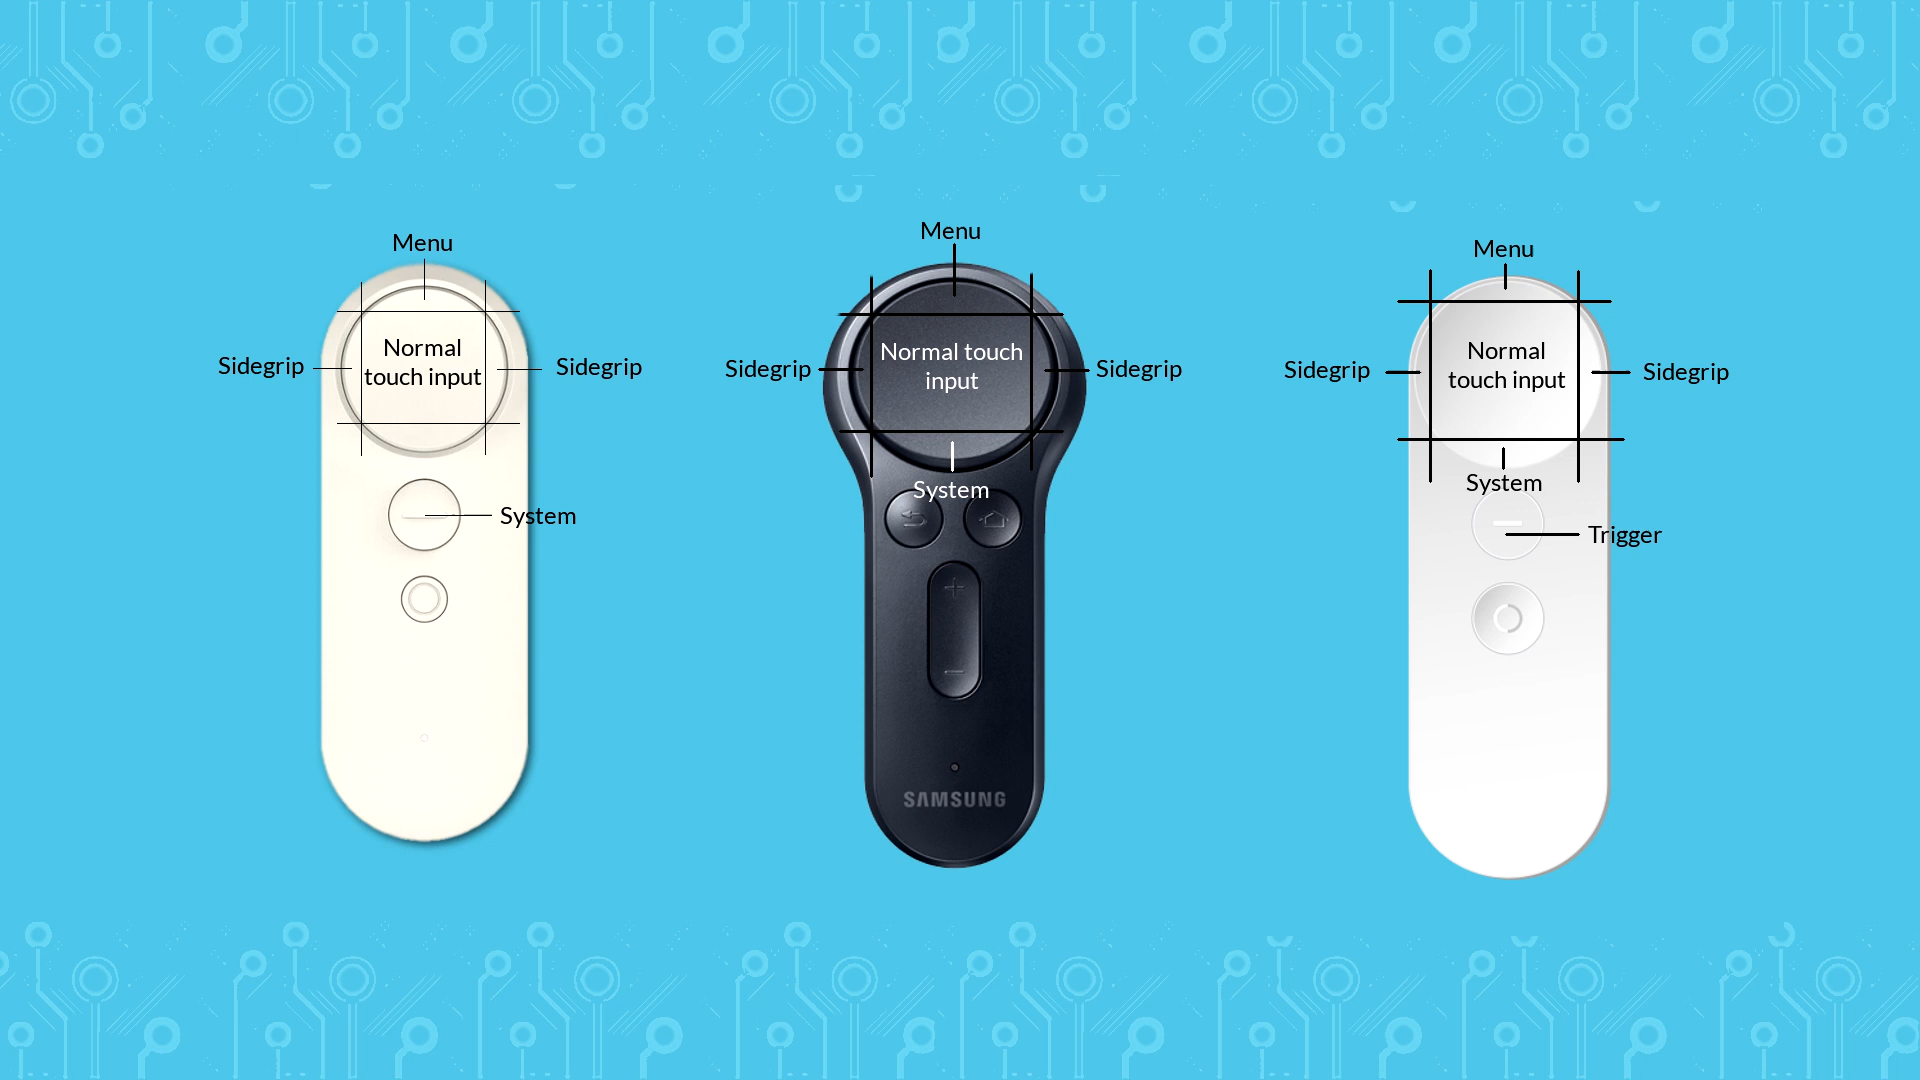 Menu
Sidegrip
Normal
touch input
Sidegrip
System
Menu
Sidegrip
Normal touch
input
Sidegrip
System
SAMSUNG
Menu
Sidegrip
Normal
touch input
Sidegrip
System
Trigger